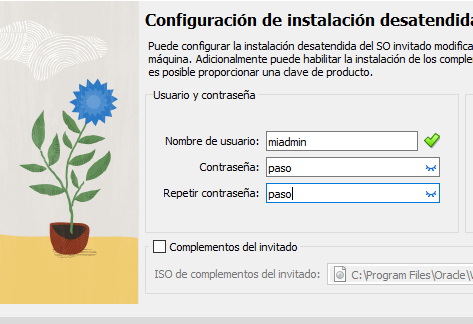 Configuración de instalación desatendida
Puede configurar la instalación desatendida del SO invitado modifica
máquina. Adicionalmente puede habilitar la instalación de los comple
es posible proporcionar una clave de producto.
Usuario y contraseña
Nombre de usuario: miadmin
Contraseña: paso
Repetir contraseña: paso
Complementos del invitado
ISO de complementos del invitado: C:\Program Files\Oracle\V